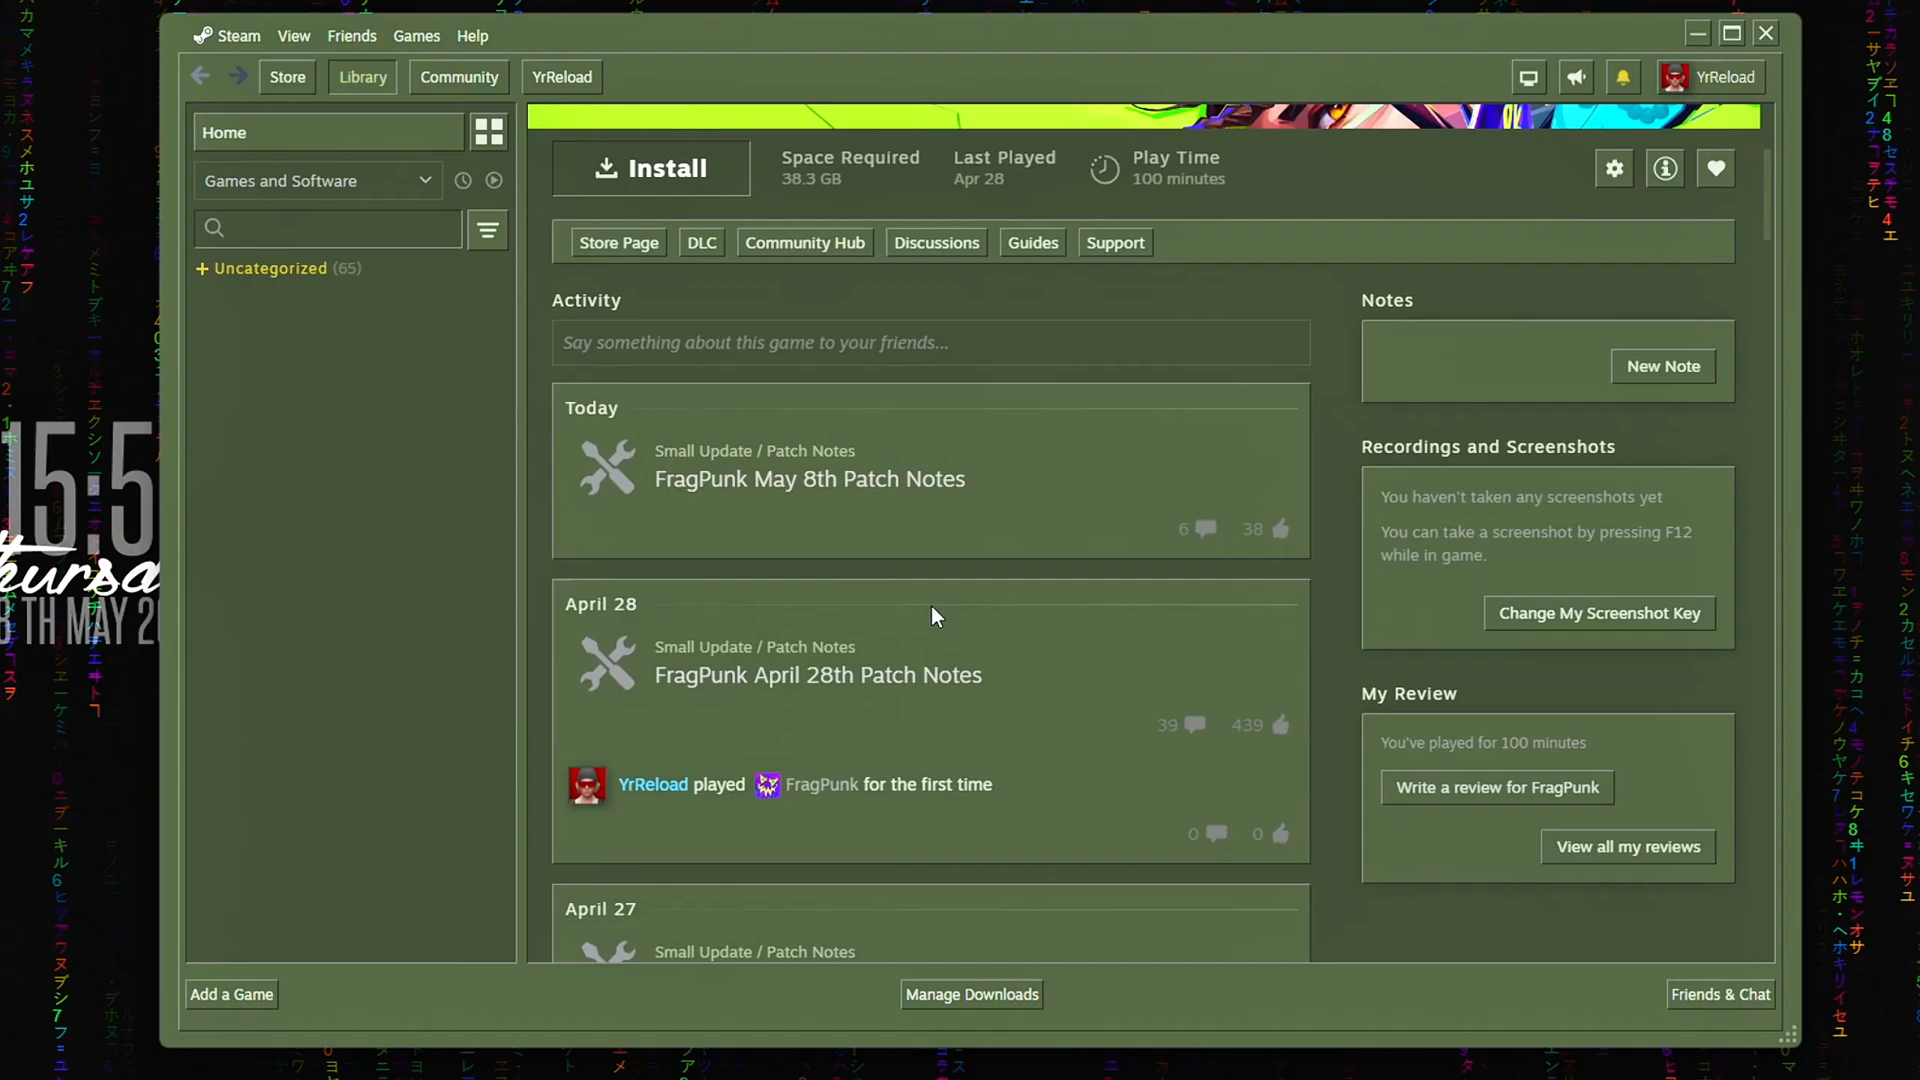 Steam View Friends Games Help
Store Library Community YrReload
YrReload
Home
Games and Software
+ Uncategorized (65)
Install
Space Required
38.3 GB
Last Played
Apr 28
Play Time
100 minutes
Store Page DLC Community Hub Discussions Guides Support
Activity
Say something about this game to your friends...
Today
Small Update / Patch Notes
FragPunk May 8th Patch Notes
6 38
April 28
Small Update / Patch Notes
FragPunk April 28th Patch Notes
39 439
YrReload played FragPunk for the first time
0 0
April 27
Small Update / Patch Notes
Notes
New Note
Recordings and Screenshots
You haven't taken any screenshots yet
You can take a screenshot by pressing F12
while in game.
Change My Screenshot Key
My Review
You've played for 100 minutes
Write a review for FragPunk
View all my reviews
Add a Game Manage Downloads Friends & Chat
15:5
TH MAY